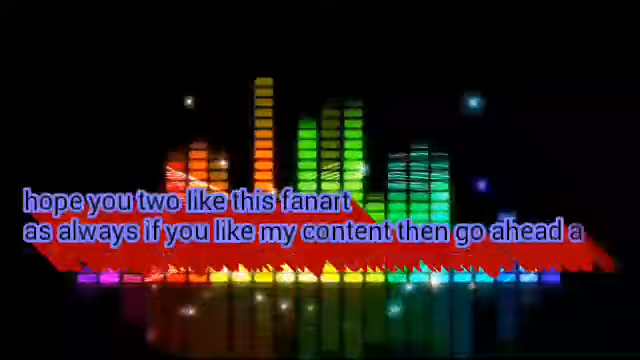 hope you two like this fanart
as always if you like my content then go ahead a